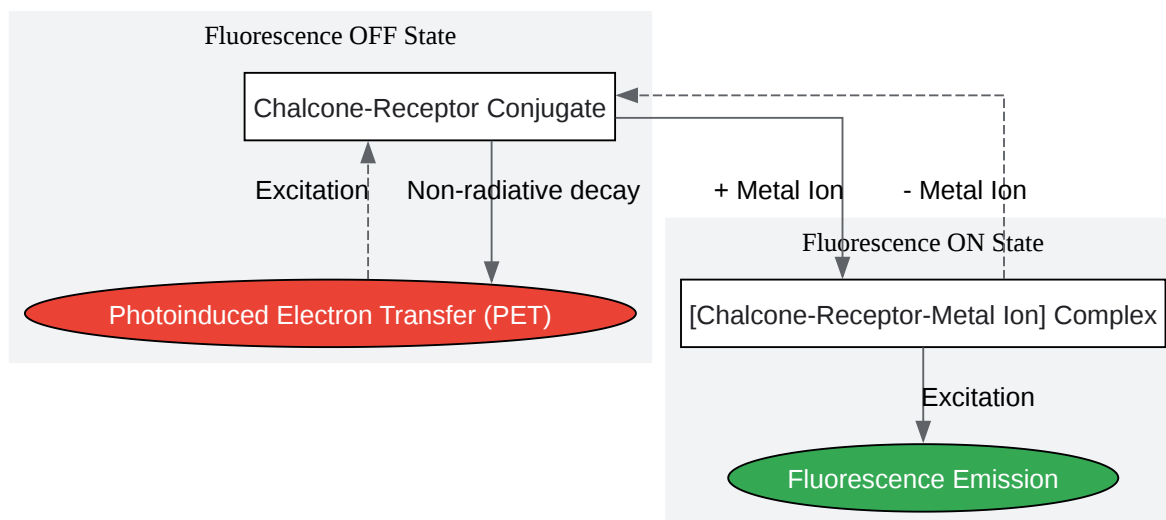 Fluorescence OFF State
Chalcone-Receptor Conjugate
Excitation
Non-radiative decay
+ Metal Ion
- Metal Ion
Fluorescence ON State
Photoinduced Electron Transfer (PET)
[Chalcone-Receptor-Metal Ion] Complex
Excitation
Fluorescence Emission